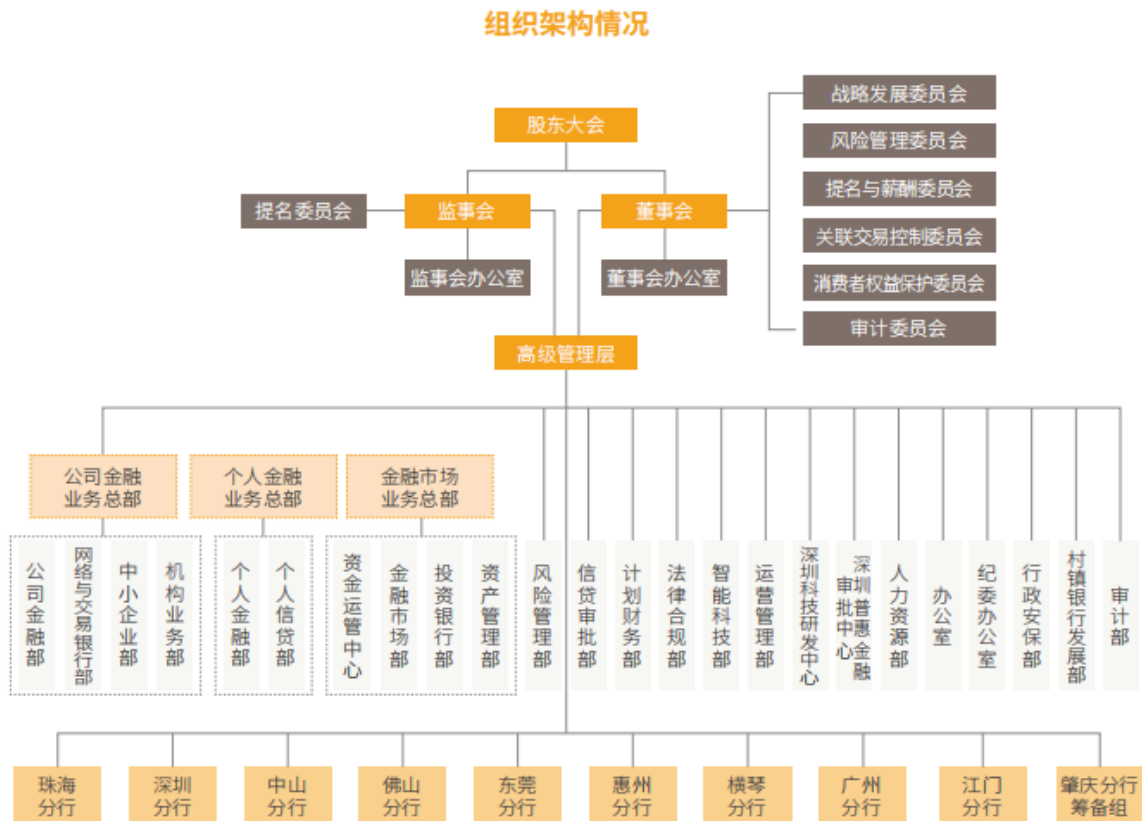 组织架构情况
战略发展委员会
股东大会
风险管理委员会
提名与薪酬委员会
提名委员会
监事会
董事会
关联交易控制委员会
监事会办公室
董事会办公室
消费者权益保护委员会
审计委员会
高级管理层
公司金融
业务总部
个人金融
业务总部
金融市场
业务总部
公司金融部
网络与交易银行部
中小企业部
机构业务部
个人金融部
个人信贷部
资金运管中心
金融市场部
投资银行部
资产管理部
风险管理部
信贷审批部
计划财务部
法律合规部
智能科技部
运营管理部
深圳科技研发中心
深圳普惠金融
审批中心
人力资源部
办公室
纪委办公室
行政安保部
村镇银行发展部
审计部
珠海
分行
深圳
分行
中山
分行
佛山
分行
东莞
分行
惠州
分行
横琴
分行
广州
分行
江门
分行
肇庆分行
筹备组